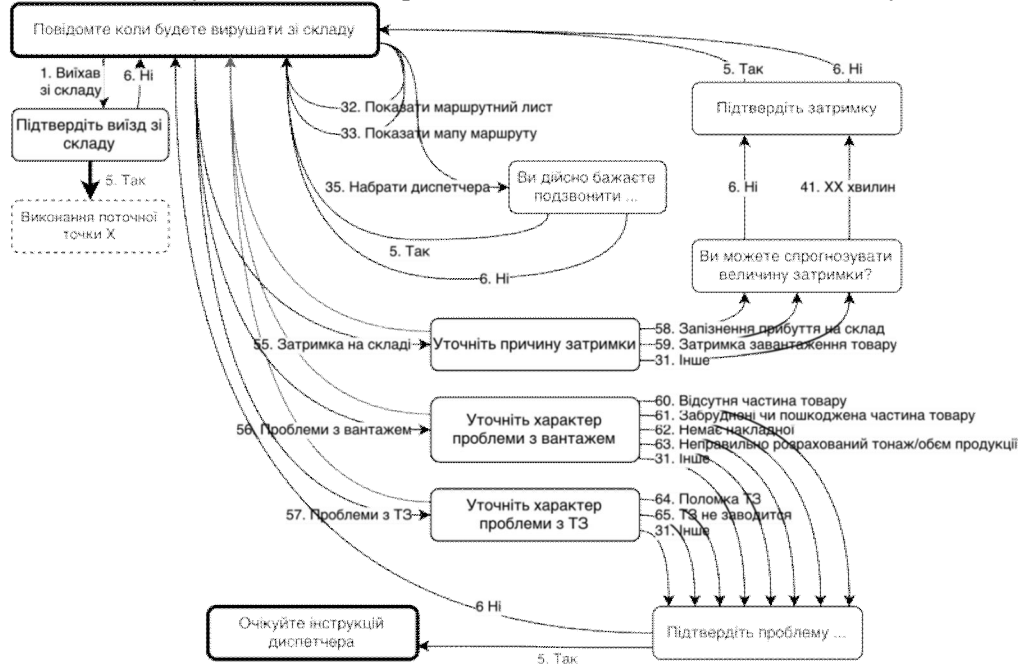 Повідомте коли будете вирушати зі складу
1. Виїхав
зі складу
6. Ні
5. Так
6. Ні
32. Показати маршрутний лист
33. Показати мапу маршруту
Підтвердіть затримку
Підтвердіть виїзд зі
складу
5. Так
35. Набрати диспетчера
Ви дійсно бажаєте
подзвонити ...
6. Ні
41. XX хвилин
Виконання поточної
точки X
5. Так
6. Ні
Ви можете спрогнозувати
величину затримки?
55. Затримка на складі
Уточніть причину затримки
58. Запізнення прибуття на склад
59. Затримка завантаження товару
31. Інше
56. Проблеми з вантажем
Уточніть характер
проблеми з вантажем
60. Відсутня частина товару
61. Забруднені чи пошкоджена частина товару
62. Немає накладної
63. Неправильно розрахований тонаж/обєм продукції
31. Інше
57. Проблеми з ТЗ
Уточніть характер
проблеми з ТЗ
64. Поломка ТЗ
65. ТЗ не заводится
31. Інше
6 Ні
Очікуйте інструкцій
диспетчера
5. Так
Підтвердіть проблему ...